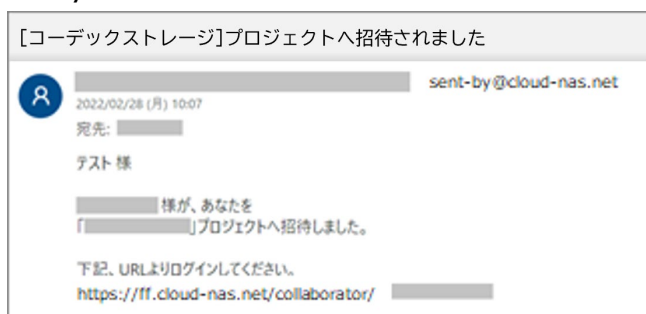 [コーデックストレージ]プロジェクトへ招待されました
sent-by@cloud-nas.net
2022/02/28 (月) 10:07
宛先:
テスト 様
様が、あなたを
「 」プロジェクトへ招待しました。
下記、URLよりログインしてください。
https://ff.cloud-nas.net/collaborator/